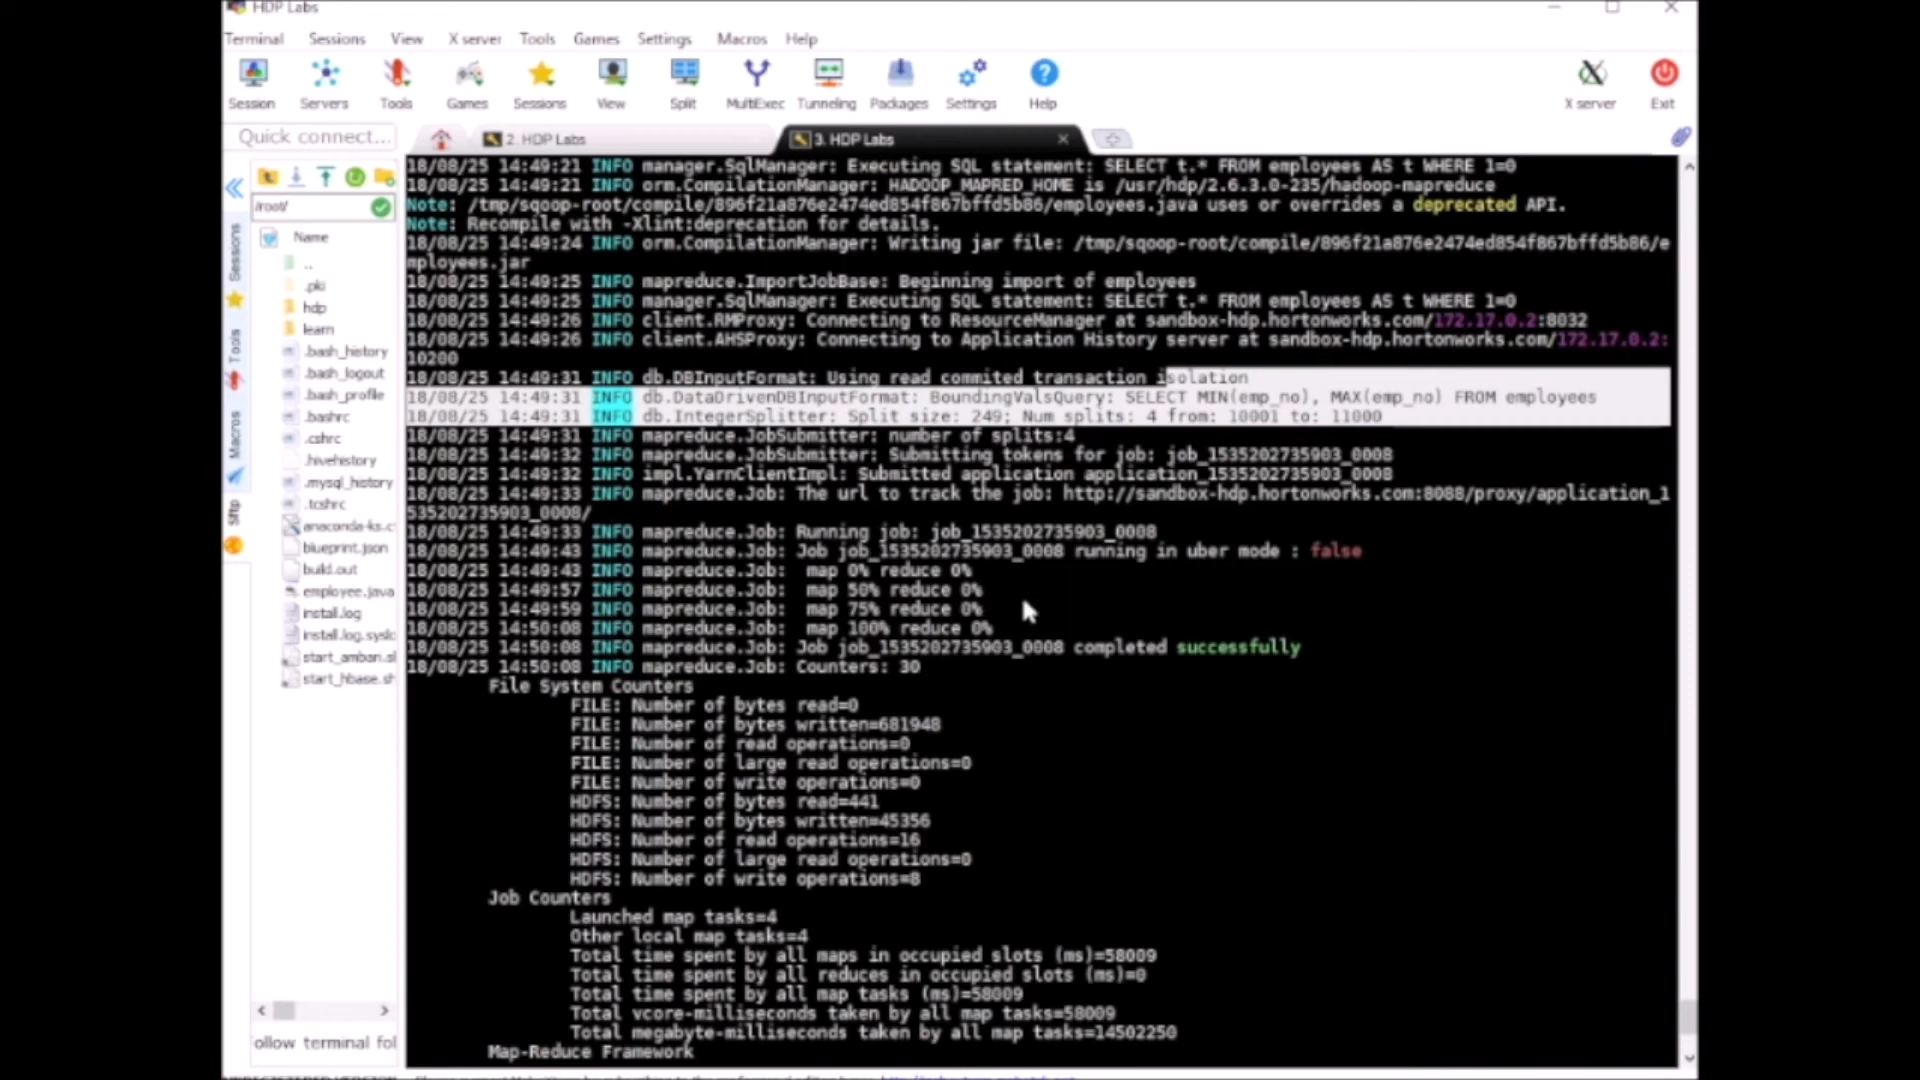 HDP Labs
Terminal Sessions View X server Tools Games Settings Macros Help
Session Servers Tools Games Sessions View Split MultiExec Tunneling Packages Settings Help X server Exit
Quick connect...
2. HDP Labs
3. HDP Labs
/root/
Name
..
.pki
hdp
learn
.bash_history
.bash_logout
.bash_profile
.bashrc
.cshrc
.hivehistory
.mysql_history
.tcshrc
anaconda-ks.c
blueprint.json
build.out
employee.java
install.log
install.log.syslo
start_ambari.sl
start_hbase.sh
ollow terminal fol
Sessions
Tools
Macros
Sftp
18/08/25 14:49:21 INFO manager.SqlManager: Executing SQL statement: SELECT t.* FROM employees AS t WHERE 1=0
18/08/25 14:49:21 INFO orm.CompilationManager: HADOOP_MAPRED_HOME is /usr/hdp/2.6.3.0-235/hadoop-mapreduce
Note: /tmp/sqoop-root/compile/896f21a876e2474ed854f867bffd5b86/employees.java uses or overrides a deprecated API.
Note: Recompile with -Xlint:deprecation for details.
18/08/25 14:49:24 INFO orm.CompilationManager: Writing jar file: /tmp/sqoop-root/compile/896f21a876e2474ed854f867bffd5b86/e
mployees.jar
18/08/25 14:49:25 INFO mapreduce.ImportJobBase: Beginning import of employees
18/08/25 14:49:25 INFO manager.SqlManager: Executing SQL statement: SELECT t.* FROM employees AS t WHERE 1=0
18/08/25 14:49:26 INFO client.RMProxy: Connecting to ResourceManager at sandbox-hdp.hortonworks.com/172.17.0.2:8032
18/08/25 14:49:26 INFO client.AHSProxy: Connecting to Application History server at sandbox-hdp.hortonworks.com/172.17.0.2:
10200
18/08/25 14:49:31 INFO db.DBInputFormat: Using read commited transaction isolation
18/08/25 14:49:31 INFO db.DataDrivenDBInputFormat: BoundingValsQuery: SELECT MIN(emp_no), MAX(emp_no) FROM employees
18/08/25 14:49:31 INFO db.IntegerSplitter: Split size: 249; Num splits: 4 from: 10001 to: 11000
18/08/25 14:49:31 INFO mapreduce.JobSubmitter: number of splits:4
18/08/25 14:49:32 INFO mapreduce.JobSubmitter: Submitting tokens for job: job_1535202735903_0008
18/08/25 14:49:32 INFO impl.YarnClientImpl: Submitted application application_1535202735903_0008
18/08/25 14:49:33 INFO mapreduce.Job: The url to track the job: http://sandbox-hdp.hortonworks.com:8088/proxy/application_1
535202735903_0008/
18/08/25 14:49:33 INFO mapreduce.Job: Running job: job_1535202735903_0008
18/08/25 14:49:43 INFO mapreduce.Job: Job job_1535202735903_0008 running in uber mode : false
18/08/25 14:49:43 INFO mapreduce.Job:  map 0% reduce 0%
18/08/25 14:49:57 INFO mapreduce.Job:  map 50% reduce 0%
18/08/25 14:49:59 INFO mapreduce.Job:  map 75% reduce 0%
18/08/25 14:50:08 INFO mapreduce.Job:  map 100% reduce 0%
18/08/25 14:50:08 INFO mapreduce.Job: Job job_1535202735903_0008 completed successfully
18/08/25 14:50:08 INFO mapreduce.Job: Counters: 30
File System Counters
FILE: Number of bytes read=0
FILE: Number of bytes written=681948
FILE: Number of read operations=0
FILE: Number of large read operations=0
FILE: Number of write operations=0
HDFS: Number of bytes read=441
HDFS: Number of bytes written=45356
HDFS: Number of read operations=16
HDFS: Number of large read operations=0
HDFS: Number of write operations=8
Job Counters
Launched map tasks=4
Other local map tasks=4
Total time spent by all maps in occupied slots (ms)=58009
Total time spent by all reduces in occupied slots (ms)=0
Total time spent by all map tasks (ms)=58009
Total vcore-milliseconds taken by all map tasks=58009
Total megabyte-milliseconds taken by all map tasks=14502250
Map-Reduce Framework